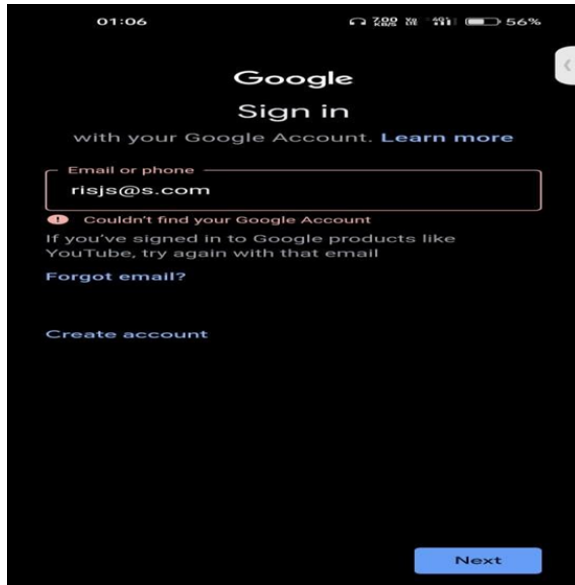 01:06 56%
Google
Sign in
with your Google Account. Learn more
Email or phone
risjs@s.com
Couldn't find your Google Account
If you've signed in to Google products like
YouTube, try again with that email
Forgot email?
Create account
Next